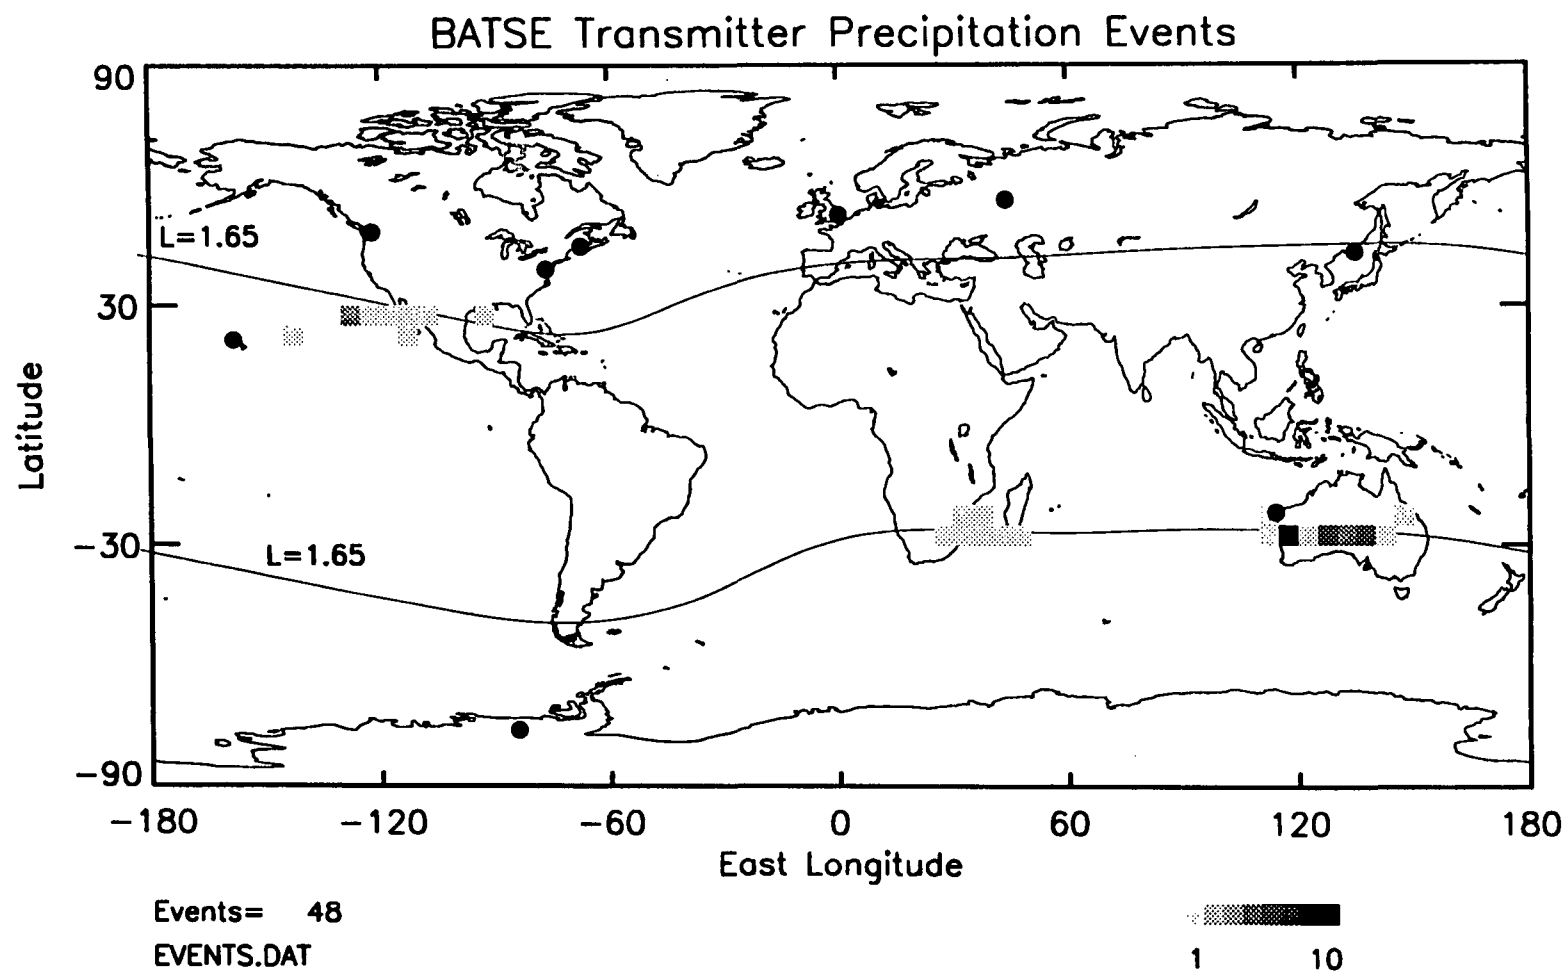 BATSE Transmitter Precipitation Events
90
L=1.65
30
Latitude
-30
L=1.65
-90
-180 -120 -60 0 60 120 180
East Longitude
Events= 48
EVENTS.DAT
1 10